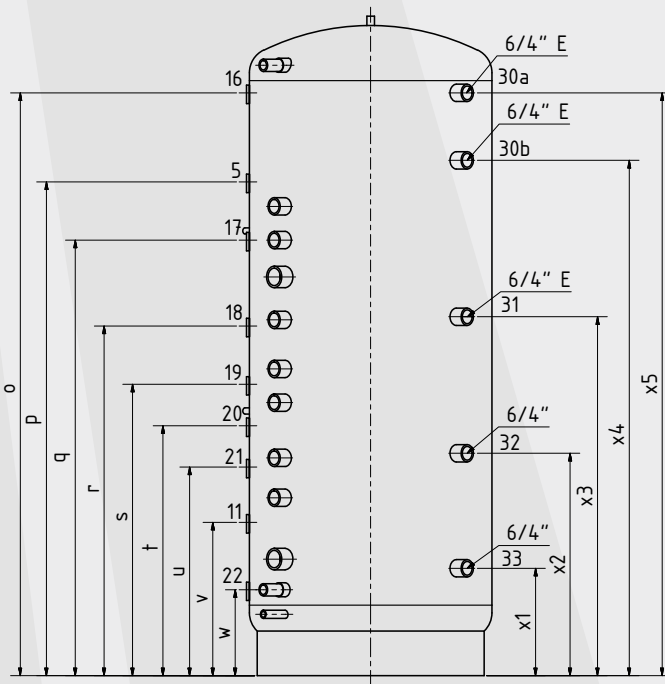 6/4" E
16
30a
6/4" E
30b
5
17
6/4" E
18
31
19
20
6/4"
21
32
11
6/4"
33
22
o
p
q
r
s
t
u
v
w
x1
x2
x3
x4
x5